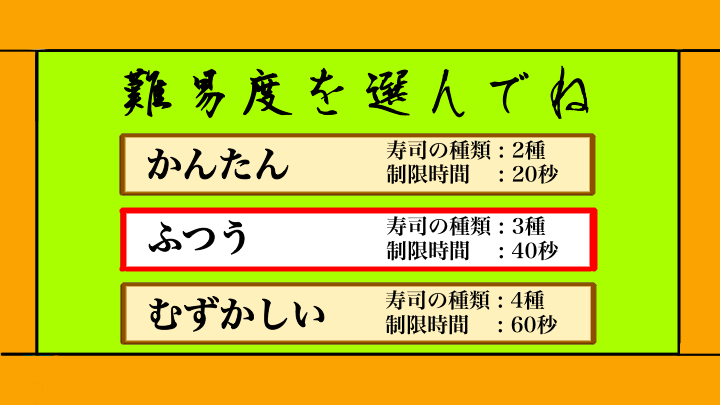 難易度を選んでね
かんたん
寿司の種類：2種
制限時間　：20秒
ふつう
寿司の種類：3種
制限時間　：40秒
むずかしい
寿司の種類：4種
制限時間　：60秒